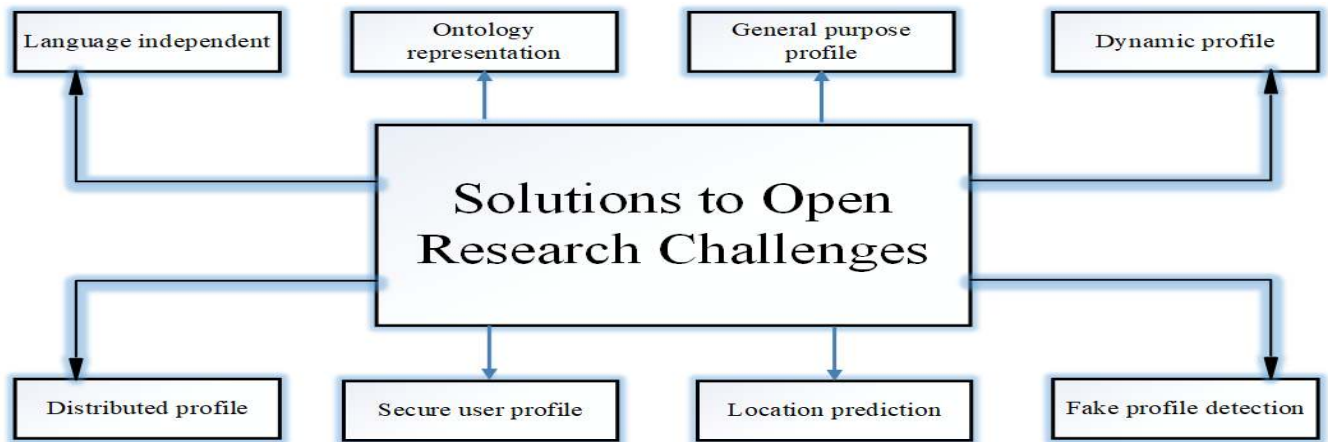 Language independent
Ontology
representation
General purpose
profile
Dynamic profile
Solutions to Open
Research Challenges
Distributed profile
Secure user profile
Location prediction
Fake profile detection